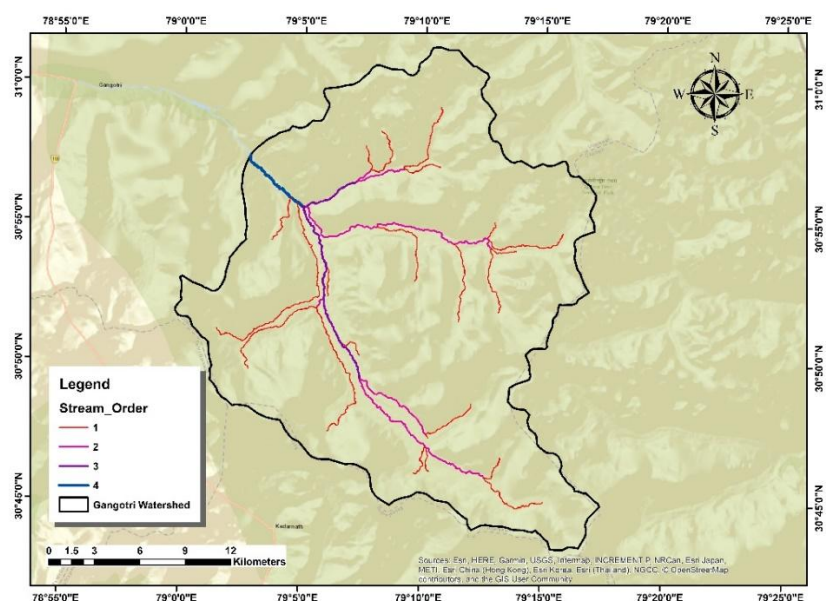 78°55'0"E 79°0'0"E 79°5'0"E 79°10'0"E 79°15'0"E 79°20'0"E 79°25'0"E
31°0'0"N
30°55'0"N
30°50'0"N
30°45'0"N
Gangotri
N
W E
S
31°0'0"N
30°55'0"N
30°50'0"N
30°45'0"N
Legend
Stream_Order
1
2
3
4
Gangotri Watershed
Kedarnath
0 1.5 3 6 9 12
Kilometers
Sources: Esri, HERE, Garmin, USGS, Intermap, INCREMENT P, NRCan, Esri Japan,
METI, Esri China (Hong Kong), Esri Korea, Esri (Thailand), NGCC, © OpenStreetMap
contributors, and the GIS User Community
78°55'0"E 79°0'0"E 79°5'0"E 79°10'0"E 79°15'0"E 79°20'0"E 79°25'0"E